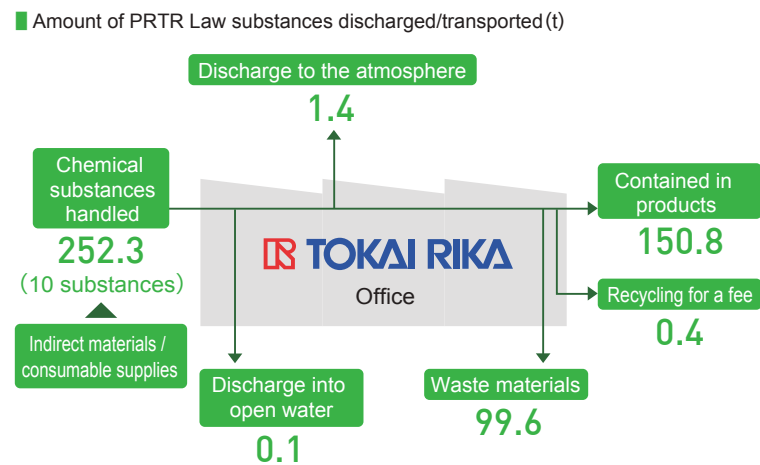 Amount of PRTR Law substances discharged/transported(t)
Discharge to the atmosphere
1.4
Chemical
substances
handled
252.3
(10 substances)
Indirect materials /
consumable supplies
TOKAI RIKA
Office
Contained in
products
150.8
Recycling for a fee
0.4
Discharge into
open water
0.1
Waste materials
99.6